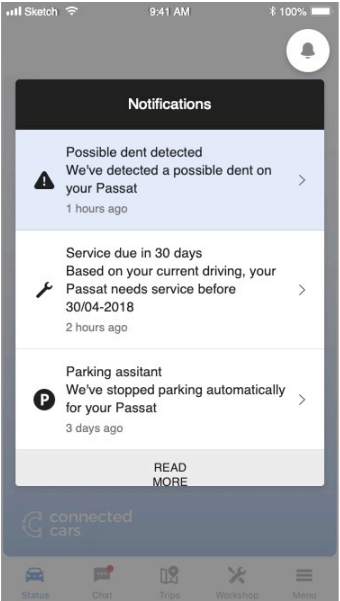 Sketch 9:41 AM 100%
Notifications
Possible dent detected
We've detected a possible dent on
your Passat
1 hours ago
Service due in 30 days
Based on your current driving, your
Passat needs service before
30/04-2018
2 hours ago
Parking assitant
We've stopped parking automatically
for your Passat
3 days ago
READ
MORE
connected
cars
Status Chat Trips Workshop Menu